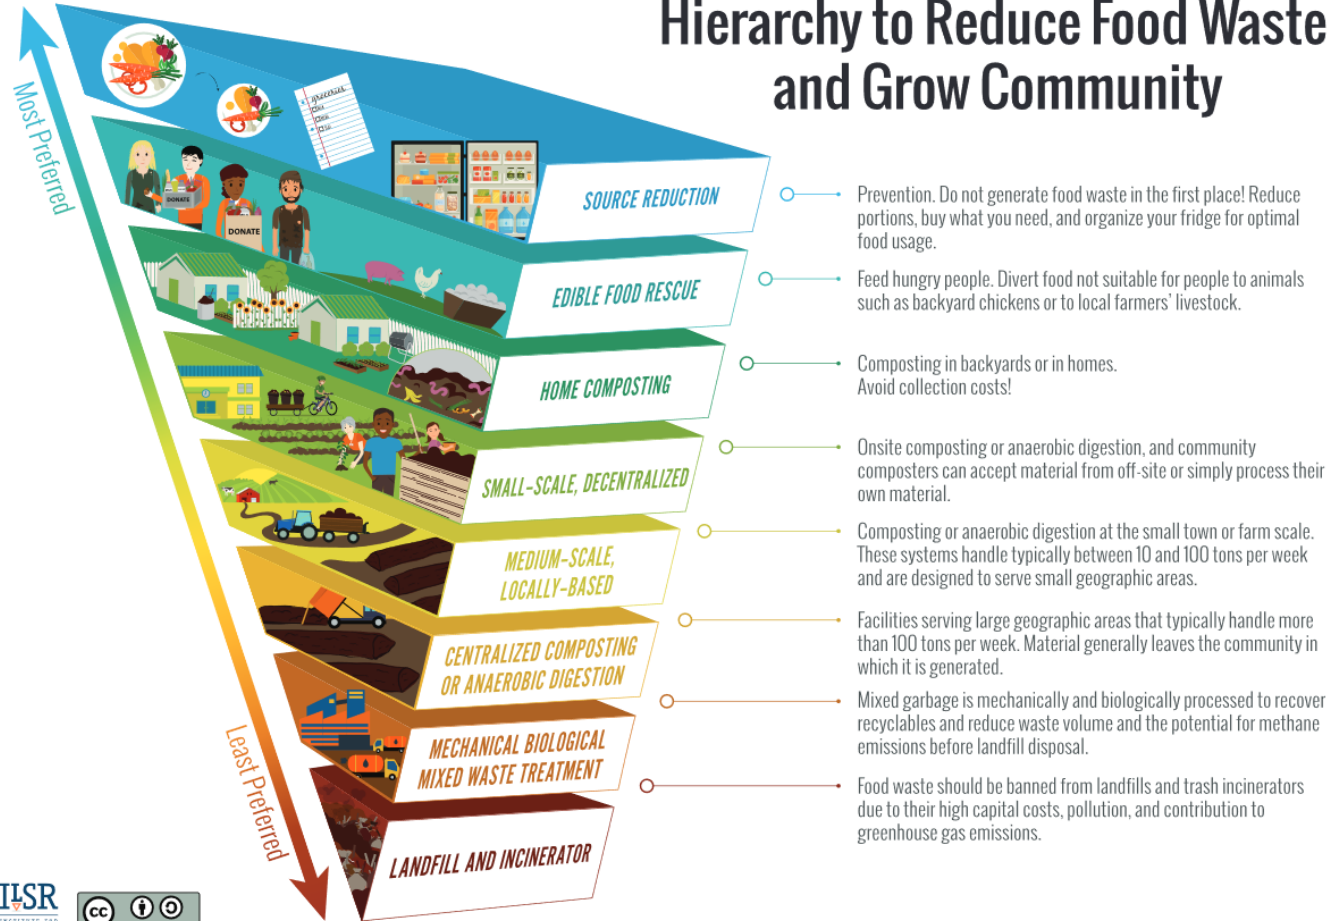 Hierarchy to Reduce Food Waste
and Grow Community
Most Preferred
groceries
DONATE
DONATE
SOURCE REDUCTION
Prevention. Do not generate food waste in the first place! Reduce
portions, buy what you need, and organize your fridge for optimal
food usage.
EDIBLE FOOD RESCUE
Feed hungry people. Divert food not suitable for people to animals
such as backyard chickens or to local farmers' livestock.
HOME COMPOSTING
Composting in backyards or in homes.
Avoid collection costs!
SMALL-SCALE, DECENTRALIZED
Onsite composting or anaerobic digestion, and community
composters can accept material from off-site or simply process their
own material.
MEDIUM-SCALE,
LOCALLY-BASED
Composting or anaerobic digestion at the small town or farm scale.
These systems handle typically between 10 and 100 tons per week
and are designed to serve small geographic areas.
CENTRALIZED COMPOSTING
OR ANAEROBIC DIGESTION
Facilities serving large geographic areas that typically handle more
than 100 tons per week. Material generally leaves the community in
which it is generated.
MECHANICAL BIOLOGICAL
MIXED WASTE TREATMENT
Mixed garbage is mechanically and biologically processed to recover
recyclables and reduce waste volume and the potential for methane
emissions before landfill disposal.
LANDFILL AND INCINERATOR
Food waste should be banned from landfills and trash incinerators
due to their high capital costs, pollution, and contribution to
greenhouse gas emissions.
Least Preferred
ILSR
cc